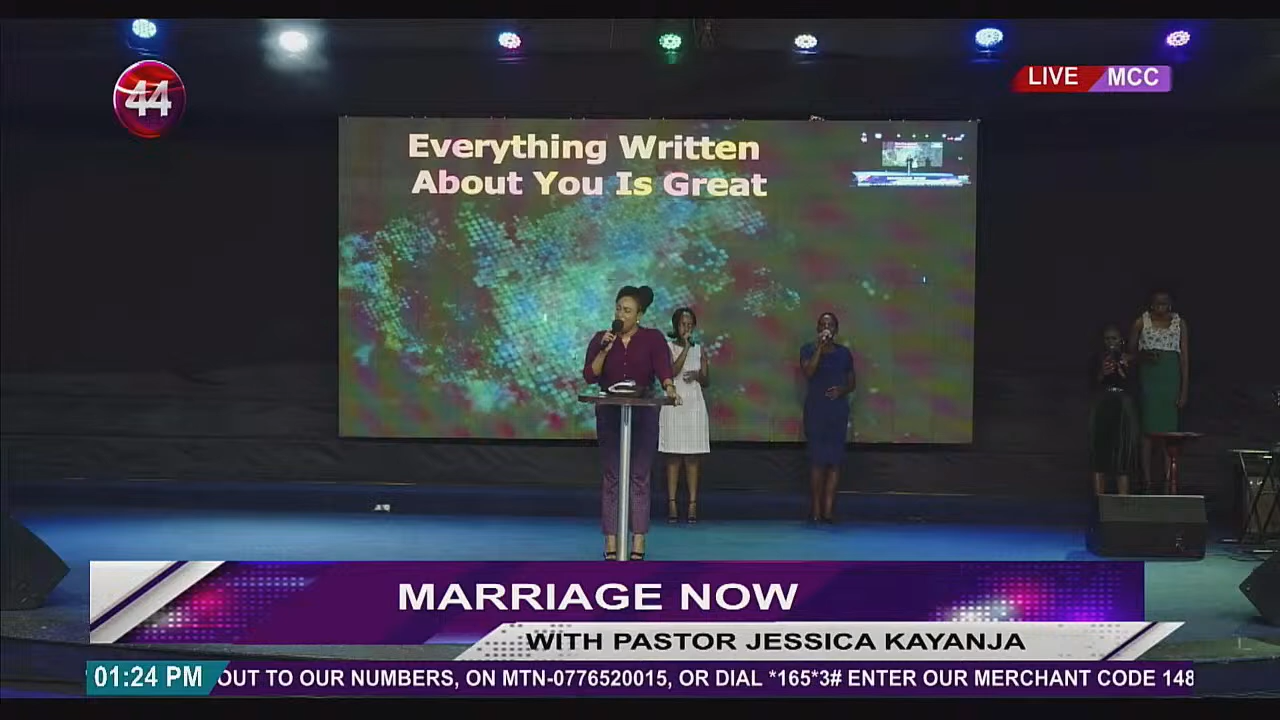 44
LIVE MCC
Everything Written
About You Is Great
MARRIAGE NOW
WITH PASTOR JESSICA KAYANJA
01:24 PM OUT TO OUR NUMBERS, ON MTN-0776520015, OR DIAL *165*3# ENTER OUR MERCHANT CODE 148